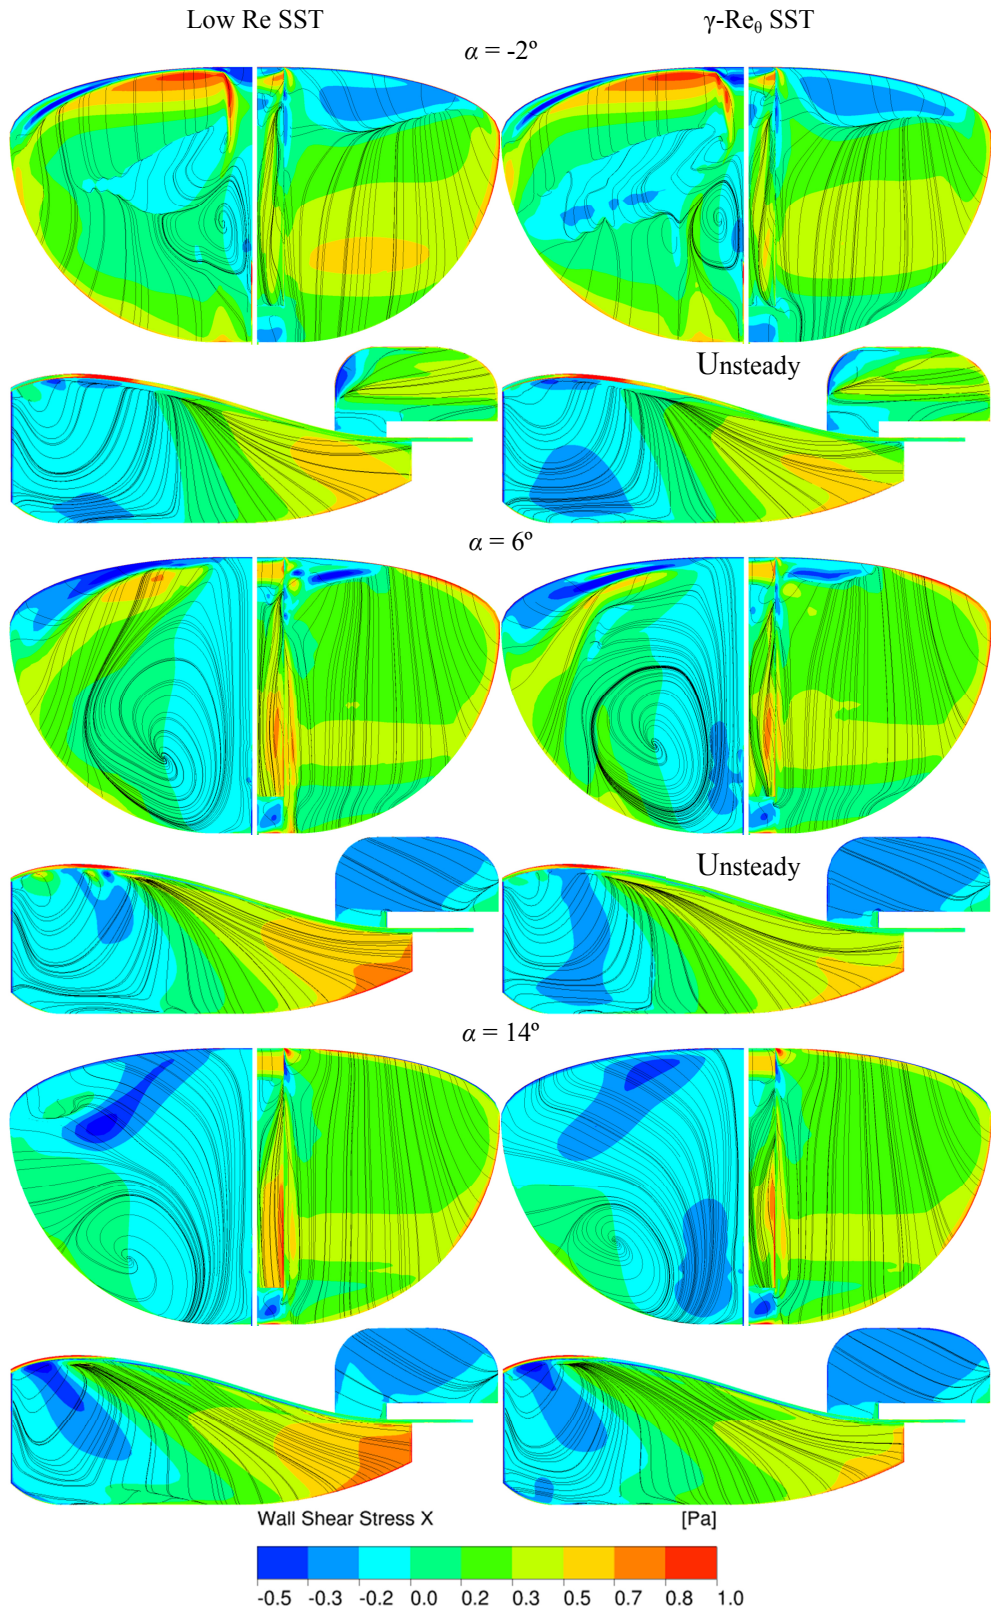 Low Re SST γ-Reθ SST
α = -2º
Unsteady
α = 6º
Unsteady
α = 14º
Wall Shear Stress X [Pa]
-0.5 -0.3 -0.2 0.0 0.2 0.3 0.5 0.7 0.8 1.0